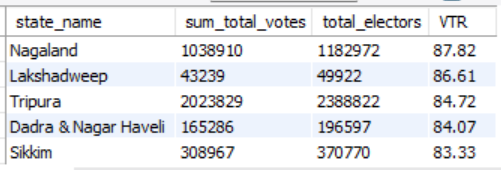 state_name sum_total_votes total_electors VTR
Nagaland 1038910 1182972 87.82
Lakshadweep 43239 49922 86.61
Tripura 2023829 2388822 84.72
Dadra & Nagar Haveli 165286 196597 84.07
Sikkim 308967 370770 83.33